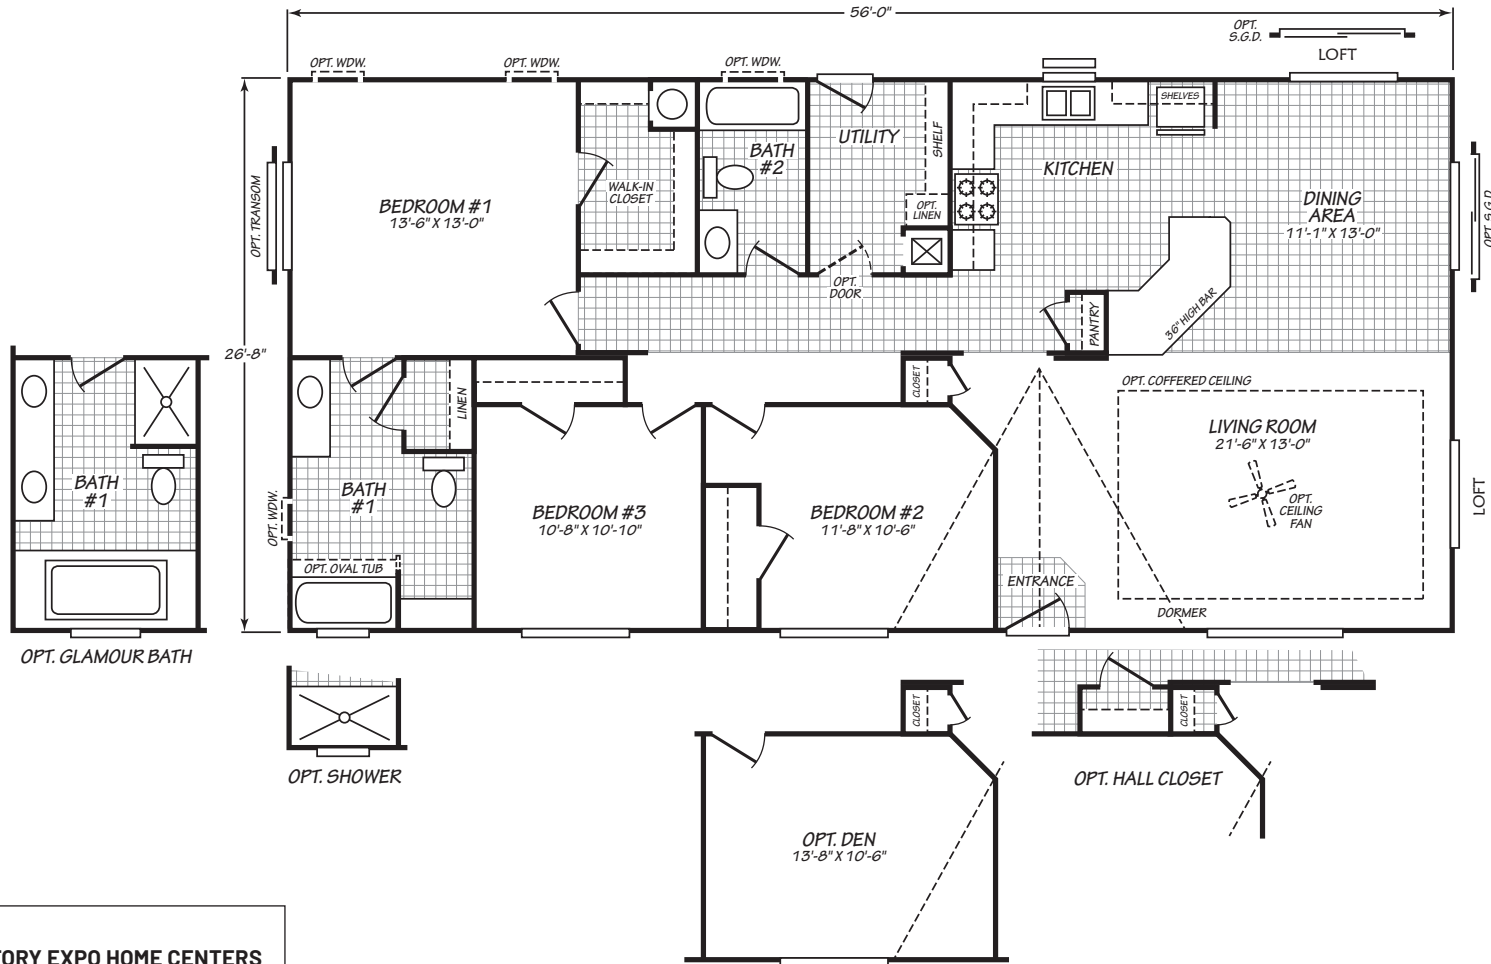 56'-0"
OPT.
S.G.D.
LOFT
OPT. WDW.
OPT. WDW.
OPT. WDW.
SHELVES
UTILITY
SHELF
BATH
#2
KITCHEN
WALK-IN
CLOSET
BEDROOM #1
13'-6" X 13'-0"
OPT. TRANSOM
OPT.
LINEN
DINING
AREA
11'-1" X 13'-0"
OPT. S.G.D.
OPT.
DOOR
PANTRY
36" HIGH BAR
26'-8"
CLOSET
OPT. COFFERED CEILING
LINEN
LIVING ROOM
21'-6" X 13'-0"
BATH
#1
BATH
#1
OPT. WDW.
BEDROOM #3
10'-8" X 10'-10"
BEDROOM #2
11'-8" X 10'-6"
OPT.
CEILING
FAN
LOFT
OPT. OVAL TUB
ENTRANCE
DORMER
OPT. GLAMOUR BATH
CLOSET
CLOSET
OPT. SHOWER
OPT. HALL CLOSET
OPT. DEN
13'-8" X 10'-6"
TORY EXPO HOME CENTERS